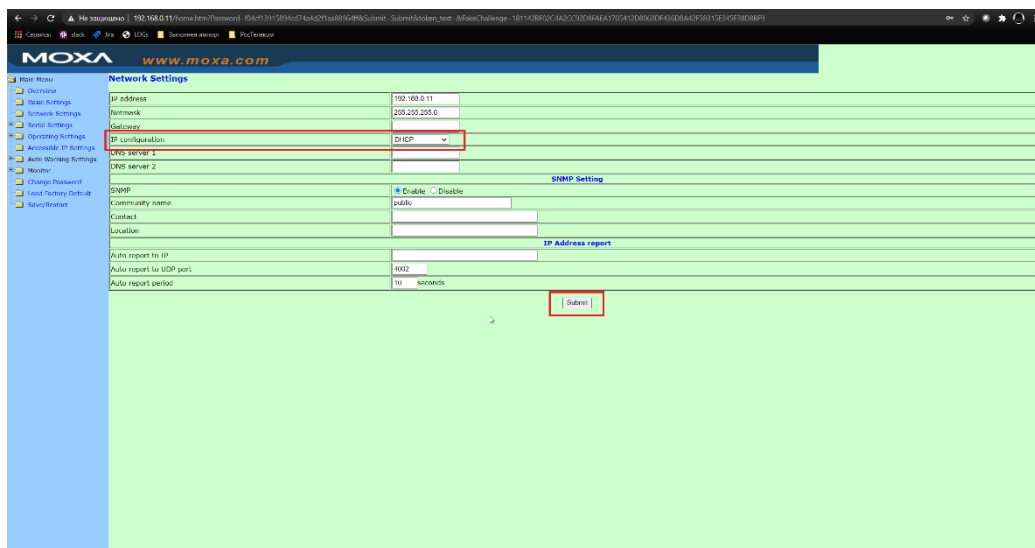 Не защищено | 192.168.0.11/home.htm?Password=
Сервисы slack Jira LOGs Заполнен импорт РосТелеком
MOXA www.moxa.com
Main Menu
Overview
Basic Settings
Network Settings
Serial Settings
Operating Settings
Accessible IP Settings
Auto Warning Settings
Monitor
Change Password
Load Factory Default
Save/Restart
Network Settings
IP address 192.168.0.11
Netmask 255.255.255.0
Gateway
IP configuration DHCP
DNS server 1
DNS server 2
SNMP Setting
SNMP Enable Disable
Community name public
Contact
Location
IP Address report
Auto report to IP
Auto report to UDP port 4002
Auto report period 10 seconds
Submit